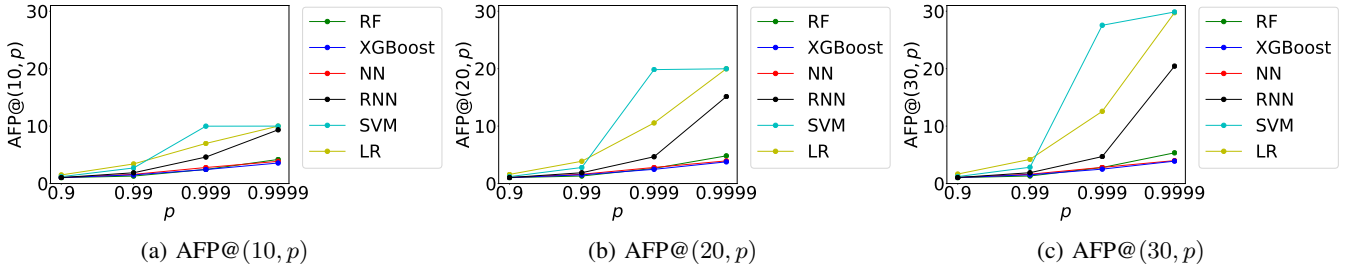 30
20
10
0
AFP@(10, p)
0.9 0.99 0.999 0.9999
p
RF
XGBoost
NN
RNN
SVM
LR
(a) AFP@(10, p)
30
20
10
0
AFP@(20, p)
0.9 0.99 0.999 0.9999
p
RF
XGBoost
NN
RNN
SVM
LR
(b) AFP@(20, p)
30
20
10
0
AFP@(30, p)
0.9 0.99 0.999 0.9999
p
RF
XGBoost
NN
RNN
SVM
LR
(c) AFP@(30, p)